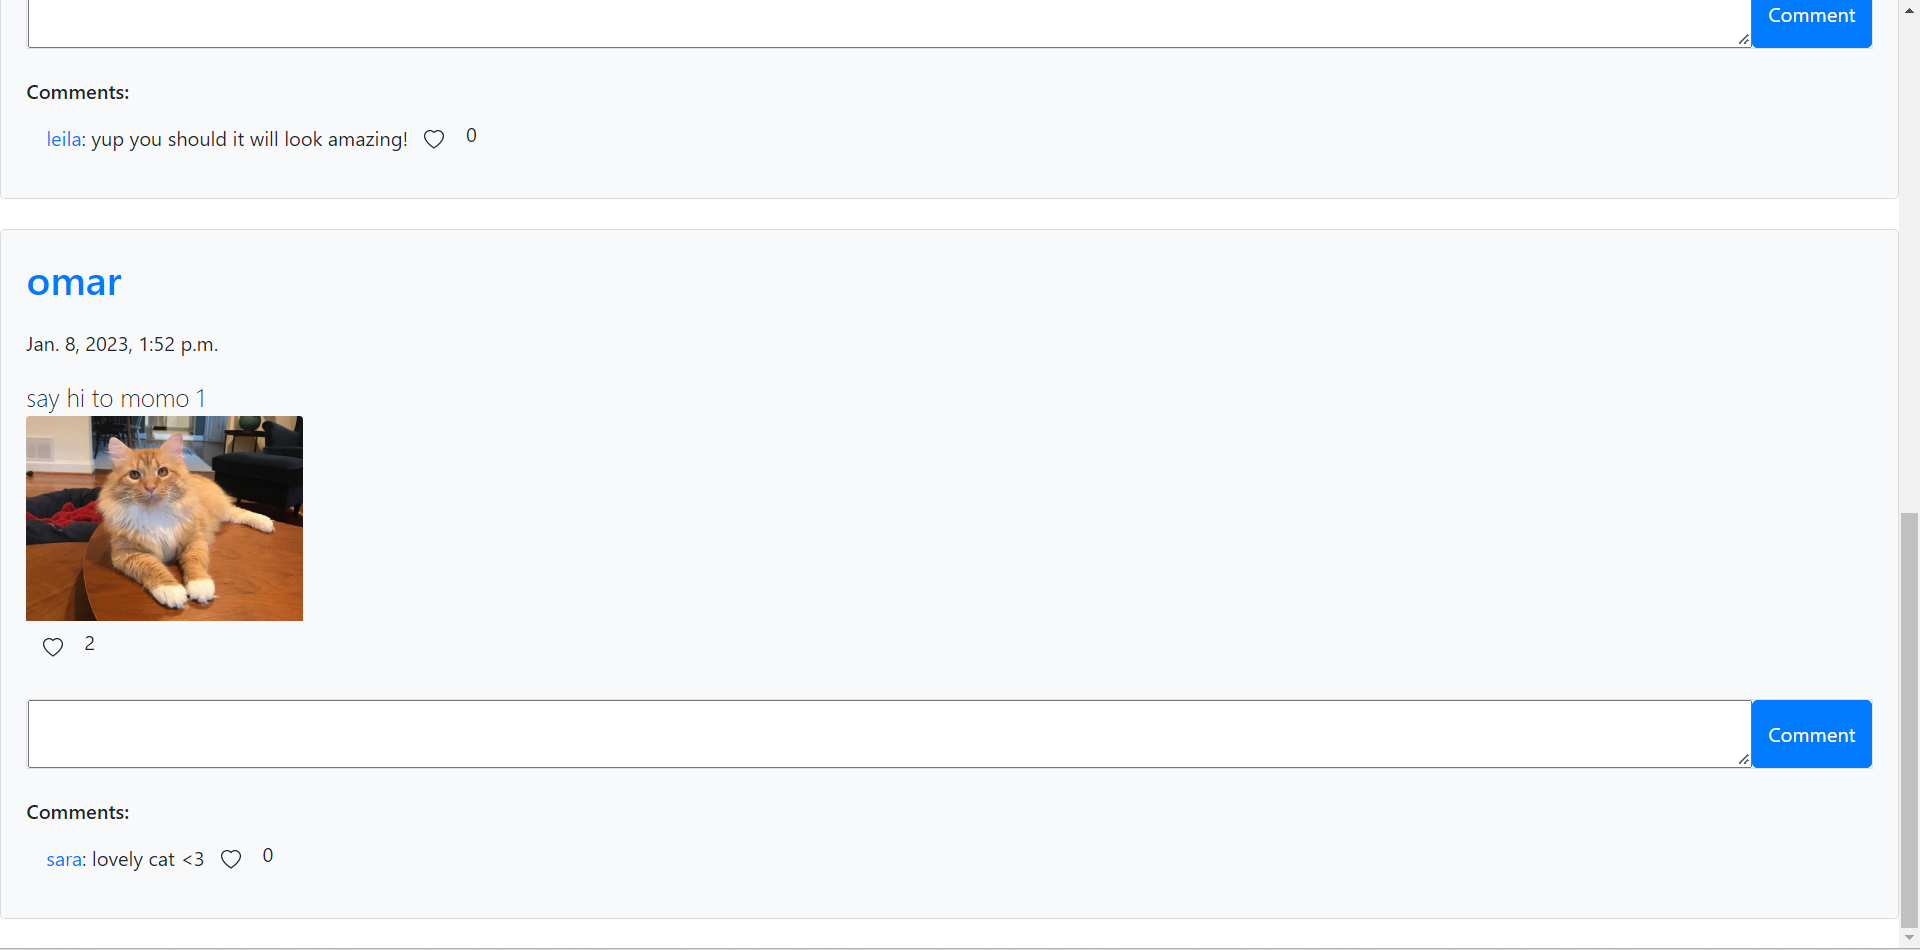 Comment
Comments:
leila: yup you should it will look amazing! 0
omar
Jan. 8, 2023, 1:52 p.m.
say hi to momo 1
2
Comment
Comments:
sara: lovely cat <3 0